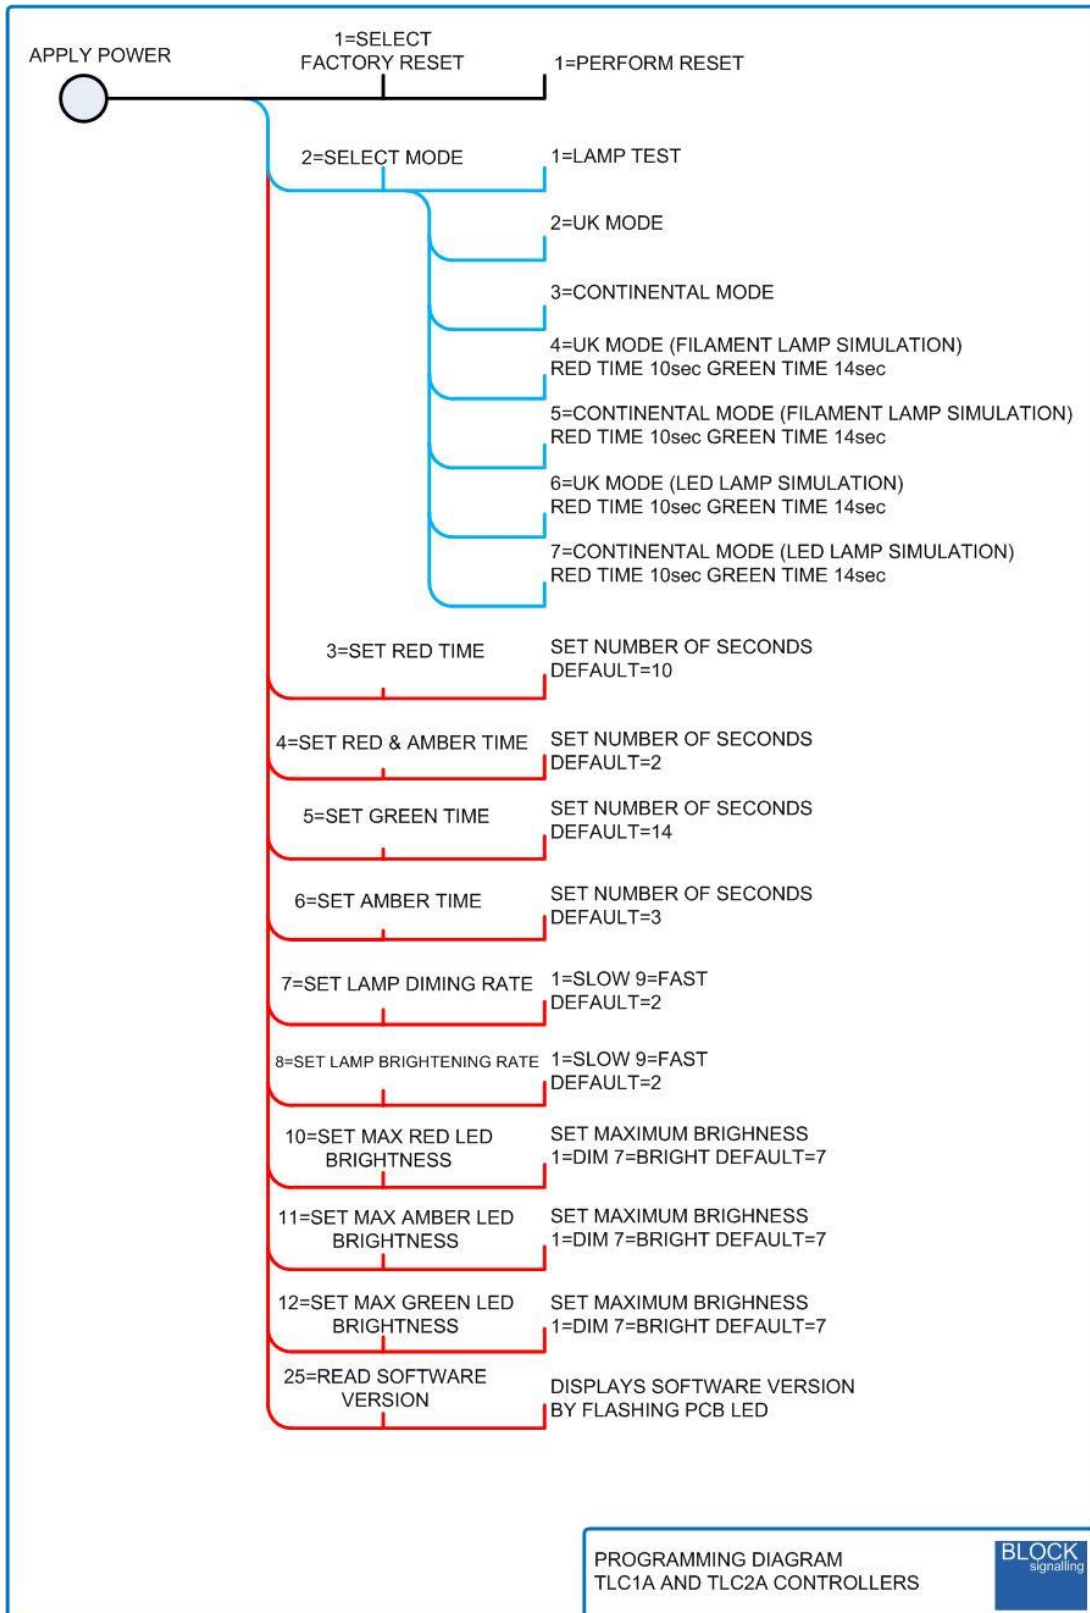 APPLY POWER
1=SELECT
FACTORY RESET
1=PERFORM RESET
2=SELECT MODE
1=LAMP TEST
2=UK MODE
3=CONTINENTAL MODE
4=UK MODE (FILAMENT LAMP SIMULATION)
RED TIME 10sec GREEN TIME 14sec
5=CONTINENTAL MODE (FILAMENT LAMP SIMULATION)
RED TIME 10sec GREEN TIME 14sec
6=UK MODE (LED LAMP SIMULATION)
RED TIME 10sec GREEN TIME 14sec
7=CONTINENTAL MODE (LED LAMP SIMULATION)
RED TIME 10sec GREEN TIME 14sec
3=SET RED TIME
SET NUMBER OF SECONDS
DEFAULT=10
4=SET RED & AMBER TIME
SET NUMBER OF SECONDS
DEFAULT=2
5=SET GREEN TIME
SET NUMBER OF SECONDS
DEFAULT=14
6=SET AMBER TIME
SET NUMBER OF SECONDS
DEFAULT=3
7=SET LAMP DIMING RATE
1=SLOW 9=FAST
DEFAULT=2
8=SET LAMP BRIGHTENING RATE
1=SLOW 9=FAST
DEFAULT=2
10=SET MAX RED LED
BRIGHTNESS
SET MAXIMUM BRIGHNESS
1=DIM 7=BRIGHT DEFAULT=7
11=SET MAX AMBER LED
BRIGHTNESS
SET MAXIMUM BRIGHNESS
1=DIM 7=BRIGHT DEFAULT=7
12=SET MAX GREEN LED
BRIGHTNESS
SET MAXIMUM BRIGHNESS
1=DIM 7=BRIGHT DEFAULT=7
25=READ SOFTWARE
VERSION
DISPLAYS SOFTWARE VERSION
BY FLASHING PCB LED
PROGRAMMING DIAGRAM
TLC1A AND TLC2A CONTROLLERS
BLOCK
signalling